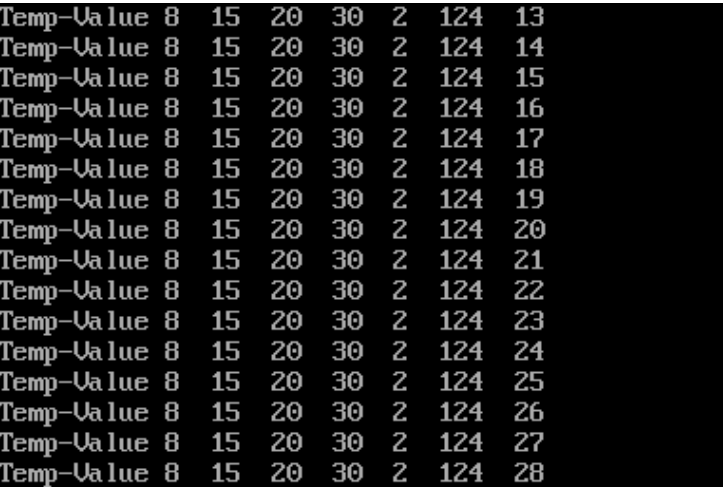 Temp-Value 8 15 20 30 2 124 13
Temp-Value 8 15 20 30 2 124 14
Temp-Value 8 15 20 30 2 124 15
Temp-Value 8 15 20 30 2 124 16
Temp-Value 8 15 20 30 2 124 17
Temp-Value 8 15 20 30 2 124 18
Temp-Value 8 15 20 30 2 124 19
Temp-Value 8 15 20 30 2 124 20
Temp-Value 8 15 20 30 2 124 21
Temp-Value 8 15 20 30 2 124 22
Temp-Value 8 15 20 30 2 124 23
Temp-Value 8 15 20 30 2 124 24
Temp-Value 8 15 20 30 2 124 25
Temp-Value 8 15 20 30 2 124 26
Temp-Value 8 15 20 30 2 124 27
Temp-Value 8 15 20 30 2 124 28